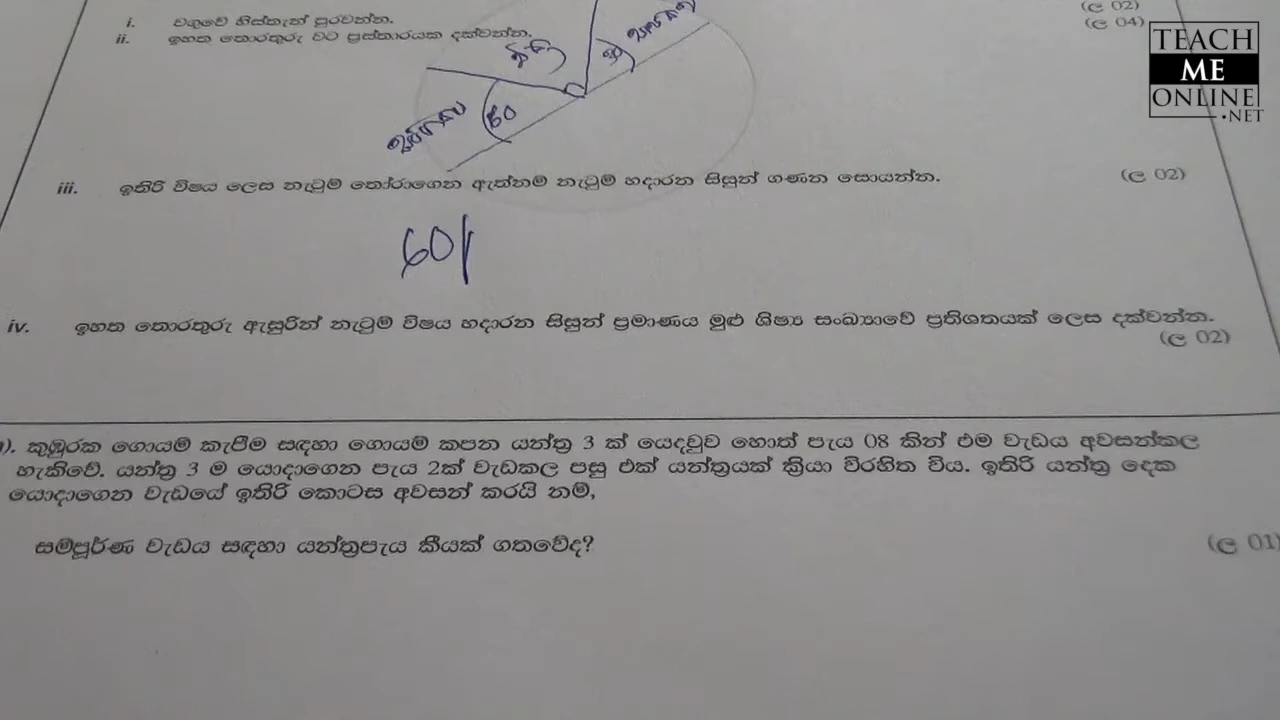 i. වගුවේ හිස්තැන් පුරවන්න. (ල 02)
ii. ඉහත තොරතුරු වට ප්‍රස්තාරයක දක්වන්න. (ල 04)
TEACH
ME
ONLINE
.NET
60
iii. ඉතිරි විෂය ලෙස නැටුම් තෝරාගෙන ඇත්නම් නැටුම් හදාරන සිසුන් ගණන සොයන්න. (ල 02)
60
iv. ඉහත තොරතුරු ඇසුරින් නැටුම් විෂය හදාරන සිසුන් ප්‍රමාණය මුළු ශිෂ්‍ය සංඛ්‍යාවේ ප්‍රතිශතයක් ලෙස දක්වන්න.
(ල 02)
කුඹුරක ගොයම් කැපීම සඳහා ගොයම් කපන යන්ත්‍ර 3 ක් යෙදවුව හොත් පැය 08 කින් එම වැඩය අවසන්කල
හැකිවේ. යන්ත්‍ර 3 ම යොදාගෙන පැය 2ක් වැඩකල පසු එක් යන්ත්‍රයක් ක්‍රියා විරහිත විය. ඉතිරි යන්ත්‍ර දෙක
යොදාගෙන වැඩයේ ඉතිරි කොටස අවසන් කරයි නම්,
සම්පූර්ණ වැඩය සඳහා යන්ත්‍රපැය කීයක් ගතවේද? (ල 01)